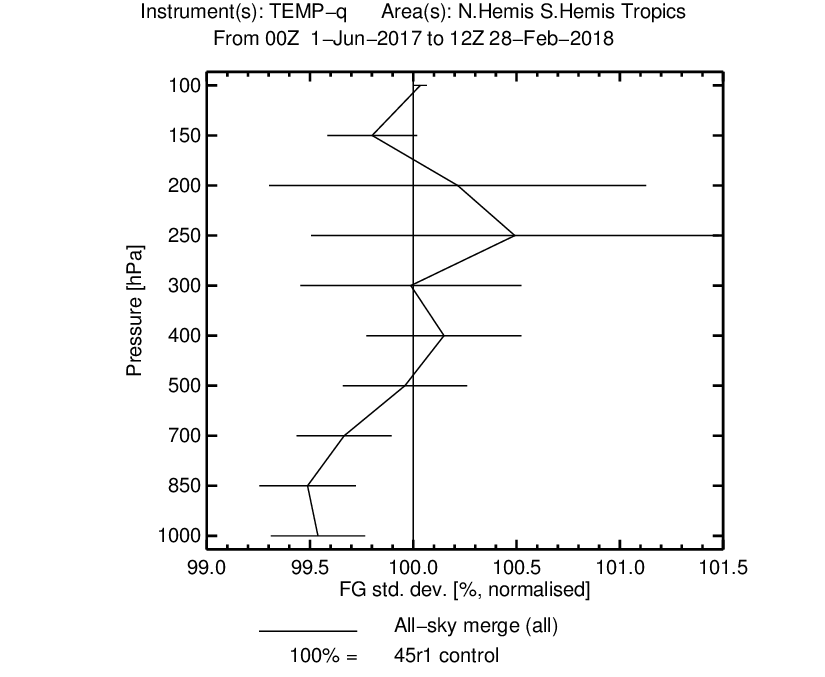 Instrument(s): TEMP−q Area(s): N.Hemis S.Hemis Tropics
From 00Z 1−Jun−2017 to 12Z 28−Feb−2018
100
150
200
250
300
400
500
700
850
1000
Pressure [hPa]
99.0 99.5 100.0 100.5 101.0 101.5
FG std. dev. [%, normalised]
All−sky merge (all)
100% = 45r1 control